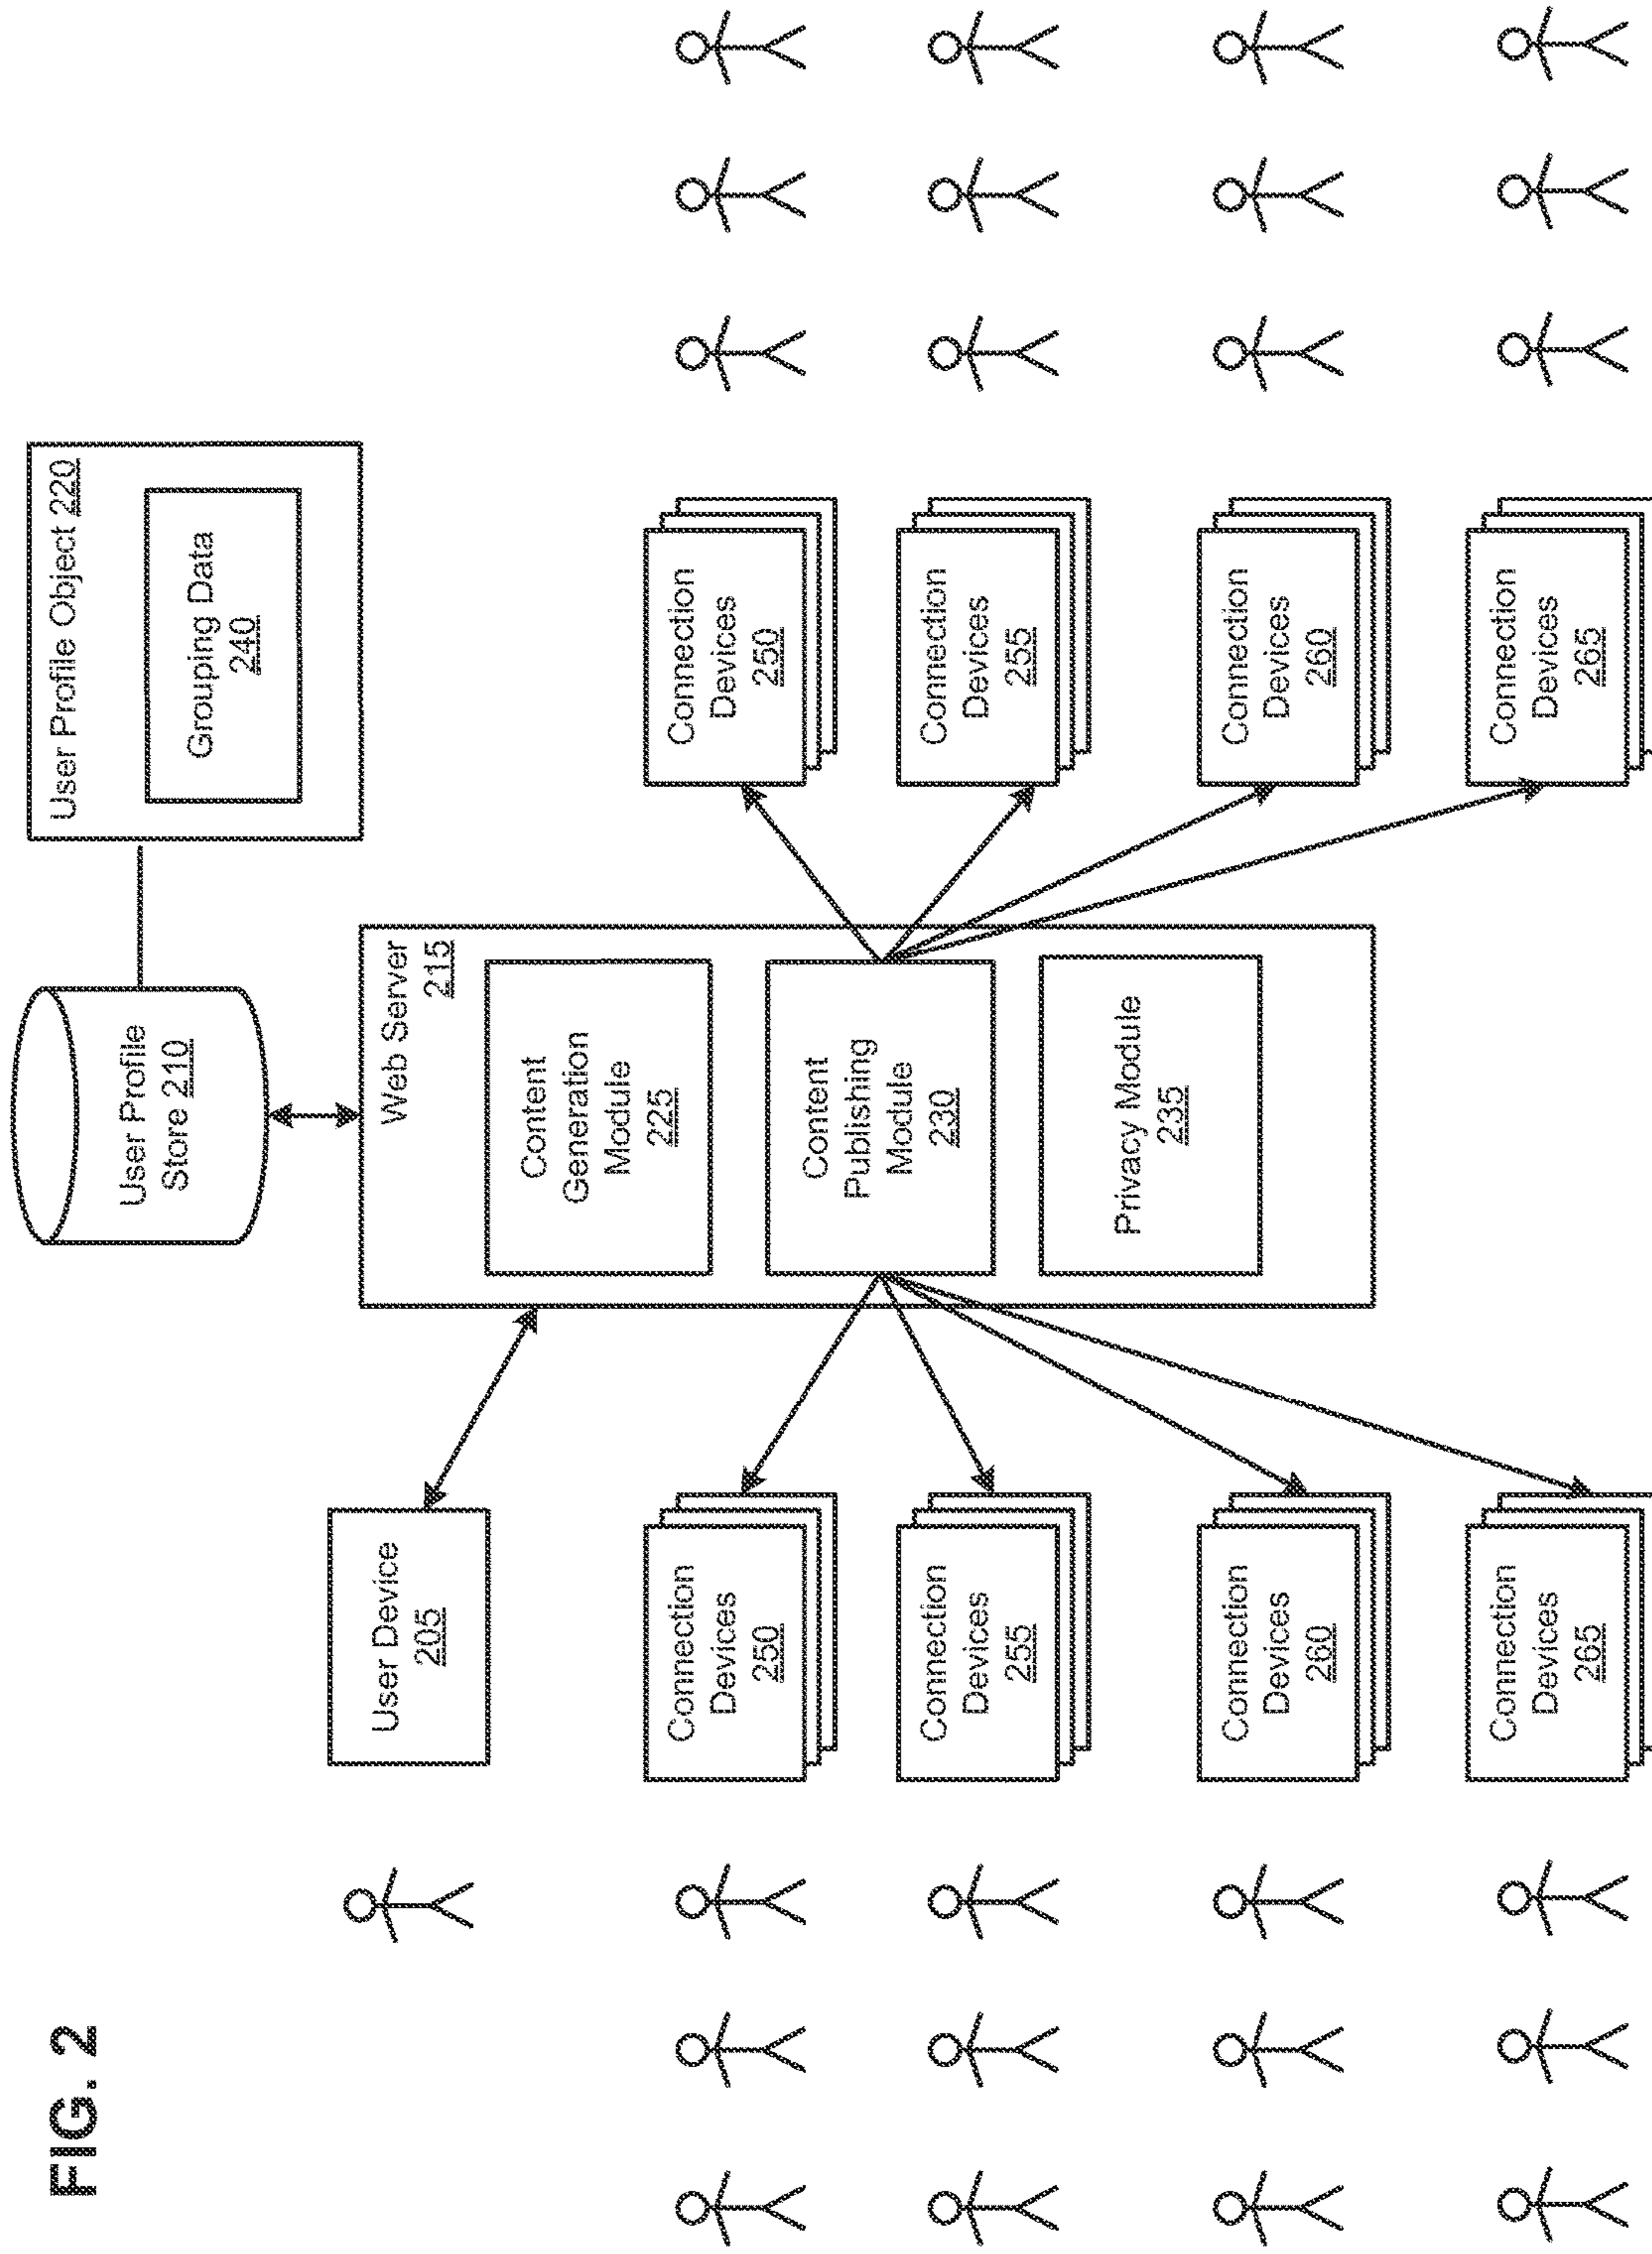 FIG. 2
User Profile
Store 210
User Profile Object 220
Grouping Data
240
User Device
205
Web Server
215
Content
Generation
Module
225
Content
Publishing
Module
230
Privacy Module
235
Connection
Devices
250
Connection
Devices
255
Connection
Devices
260
Connection
Devices
265
Connection
Devices
250
Connection
Devices
255
Connection
Devices
260
Connection
Devices
265